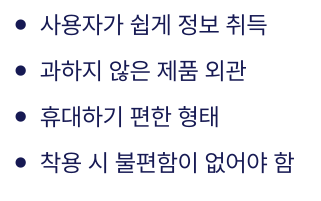 • 사용자가 쉽게 정보 취득
• 과하지 않은 제품 외관
• 휴대하기 편한 형태
• 착용 시 불편함이 없어야 함